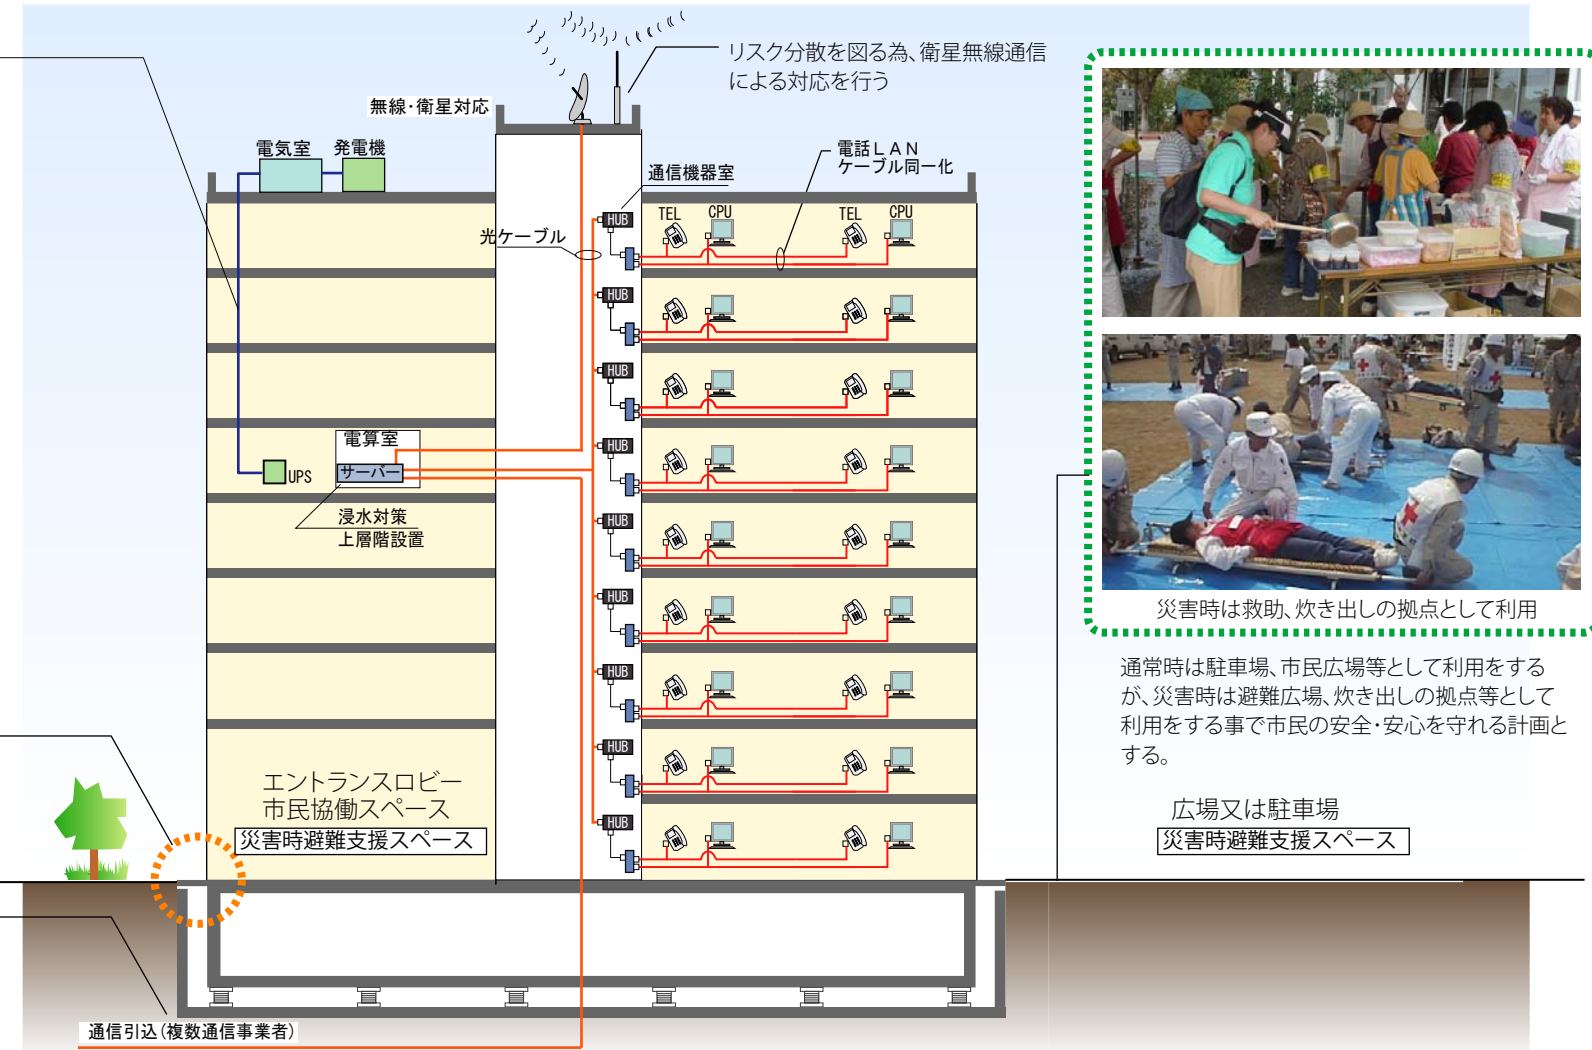 リスク分散を図る為、衛星無線通信
による対応を行う
無線・衛星対応
電気室
発電機
電話LAN
ケーブル同一化
通信機器室
光ケーブル
HUB
TEL
CPU
TEL
CPU
HUB
HUB
HUB
電算室
サーバー
UPS
浸水対策
上層階設置
HUB
HUB
HUB
HUB
HUB
エントランスロビー
市民協働スペース
災害時避難支援スペース
災害時は救助、炊き出しの拠点として利用
通常時は駐車場、市民広場等として利用をする
が、災害時は避難広場、炊き出しの拠点等として
利用をする事で市民の安全・安心を守れる計画と
する。
広場又は駐車場
災害時避難支援スペース
通信引込(複数通信事業者)